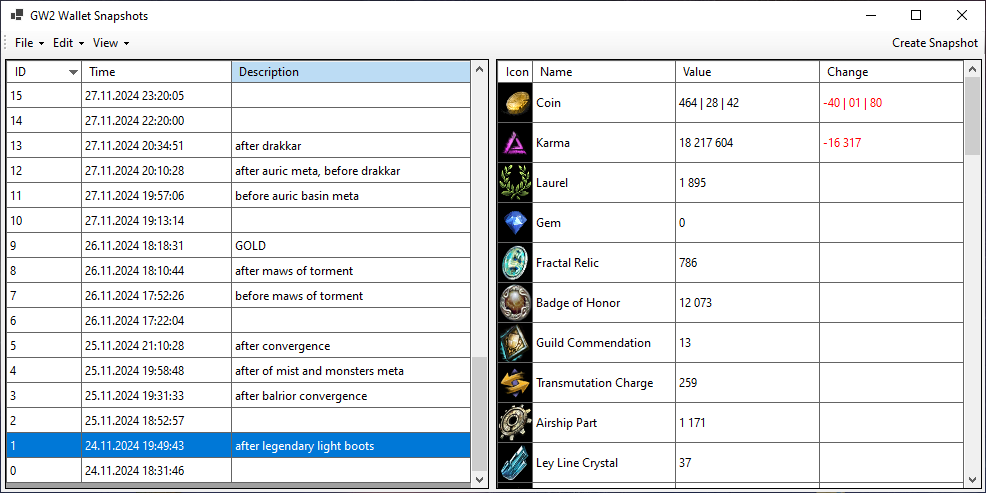 GW2 Wallet Snapshots
File Edit View Create Snapshot
ID Time Description
15 27.11.2024 23:20:05
14 27.11.2024 22:20:00
13 27.11.2024 20:34:51 after drakkar
12 27.11.2024 20:10:28 after auric meta, before drakkar
11 27.11.2024 19:57:06 before auric basin meta
10 27.11.2024 19:13:14
9 26.11.2024 18:18:31 GOLD
8 26.11.2024 18:10:44 after maws of torment
7 26.11.2024 17:52:26 before maws of torment
6 26.11.2024 17:22:04
5 25.11.2024 21:10:28 after convergence
4 25.11.2024 19:58:48 after of mist and monsters meta
3 25.11.2024 19:31:33 after balrior convergence
2 25.11.2024 18:52:57
1 24.11.2024 19:49:43 after legendary light boots
0 24.11.2024 18:31:46
Icon Name Value Change
Coin 464 | 28 | 42 -40 | 01 | 80
Karma 18 217 604 -16 317
Laurel 1 895
Gem 0
Fractal Relic 786
Badge of Honor 12 073
Guild Commendation 13
Transmutation Charge 259
Airship Part 1 171
Ley Line Crystal 37